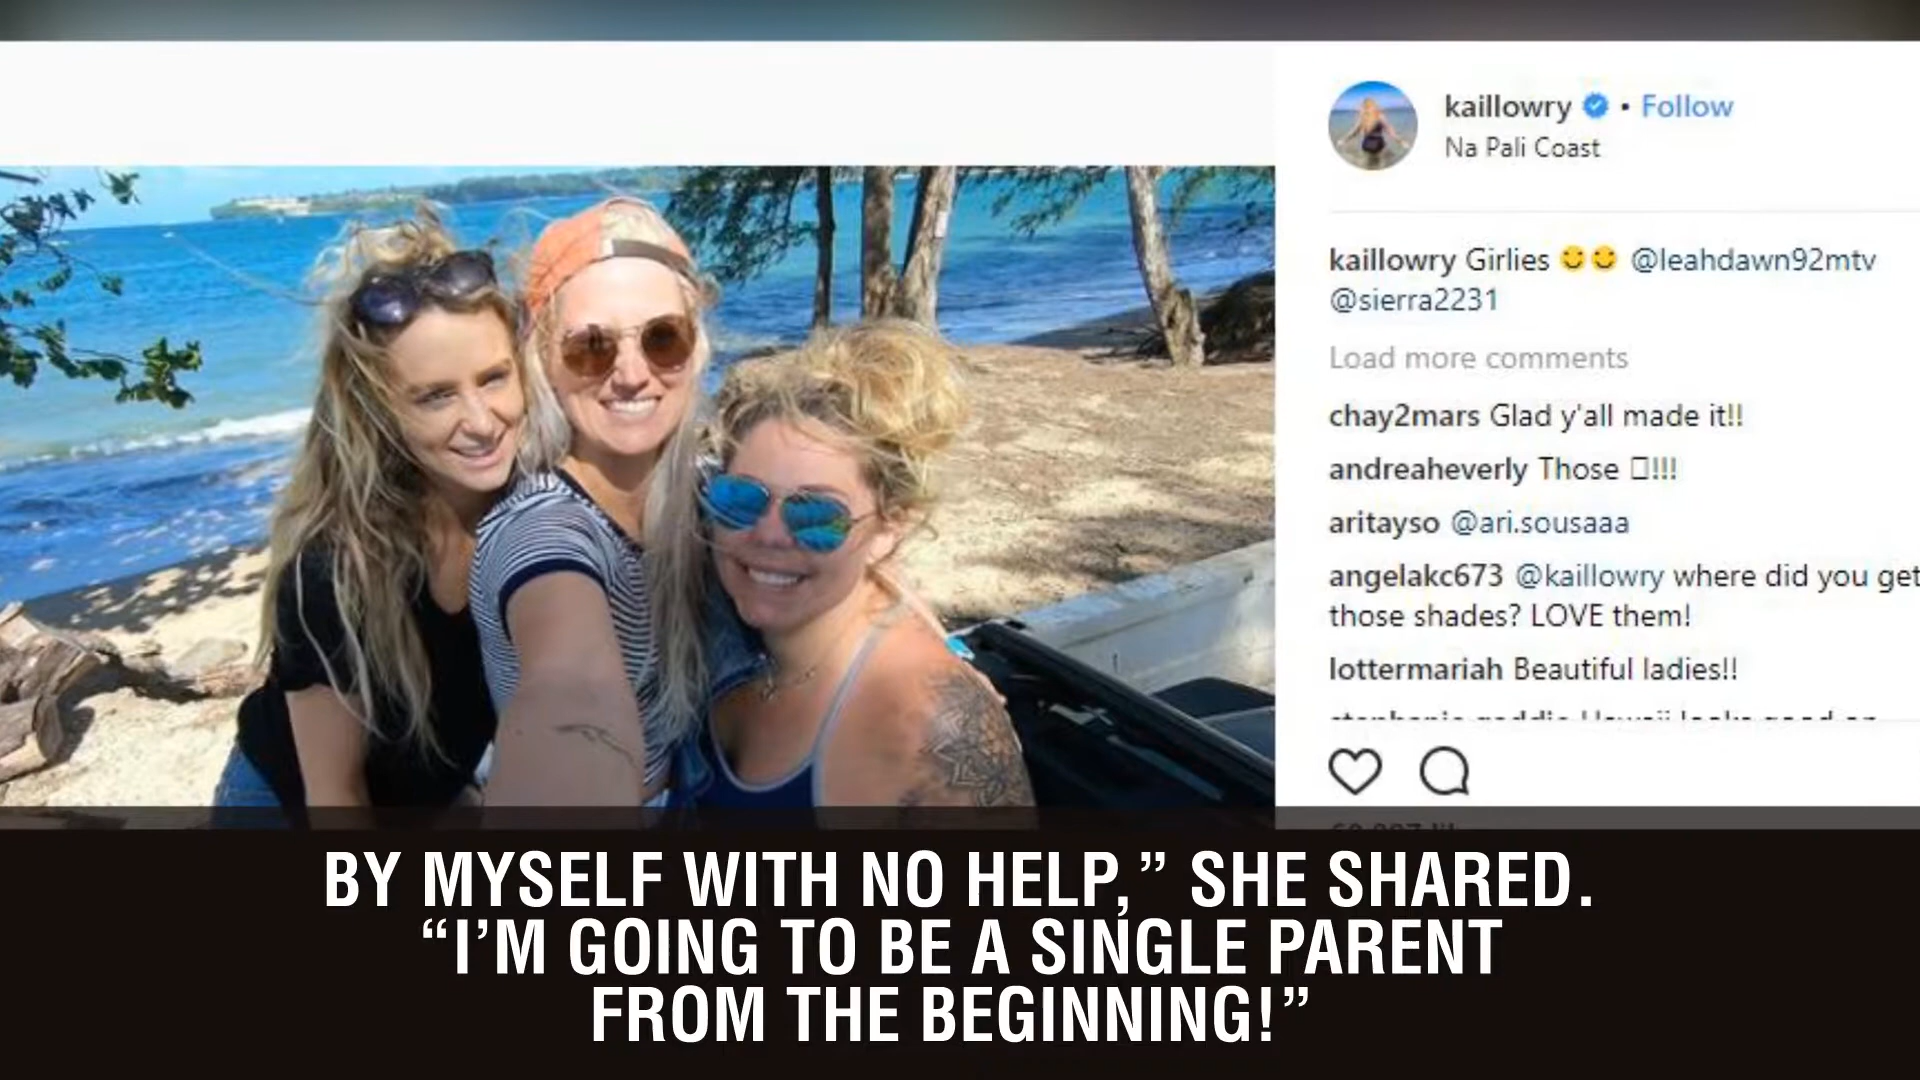 kaillowry • Follow
Na Pali Coast
kaillowry Girlies @leahdawn92mtv
@sierra2231
Load more comments
chay2mars Glad y'all made it!!
andreaheverly Those !!!
aritayso @ari.sousaaa
angelakc673 @kaillowry where did you get
those shades? LOVE them!
lottermariah Beautiful ladies!!
BY MYSELF WITH NO HELP,” SHE SHARED.
“I’M GOING TO BE A SINGLE PARENT
FROM THE BEGINNING!”